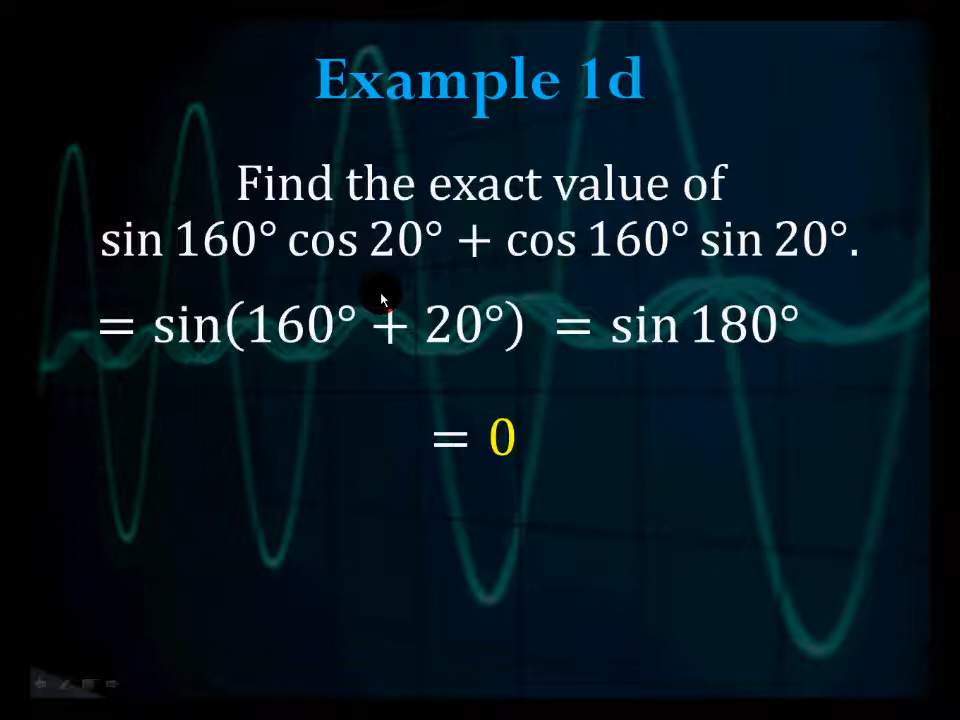 Example 1d
Find the exact value of
sin 160° cos 20° + cos 160° sin 20°.
= sin(160° + 20°) = sin 180°
= 0